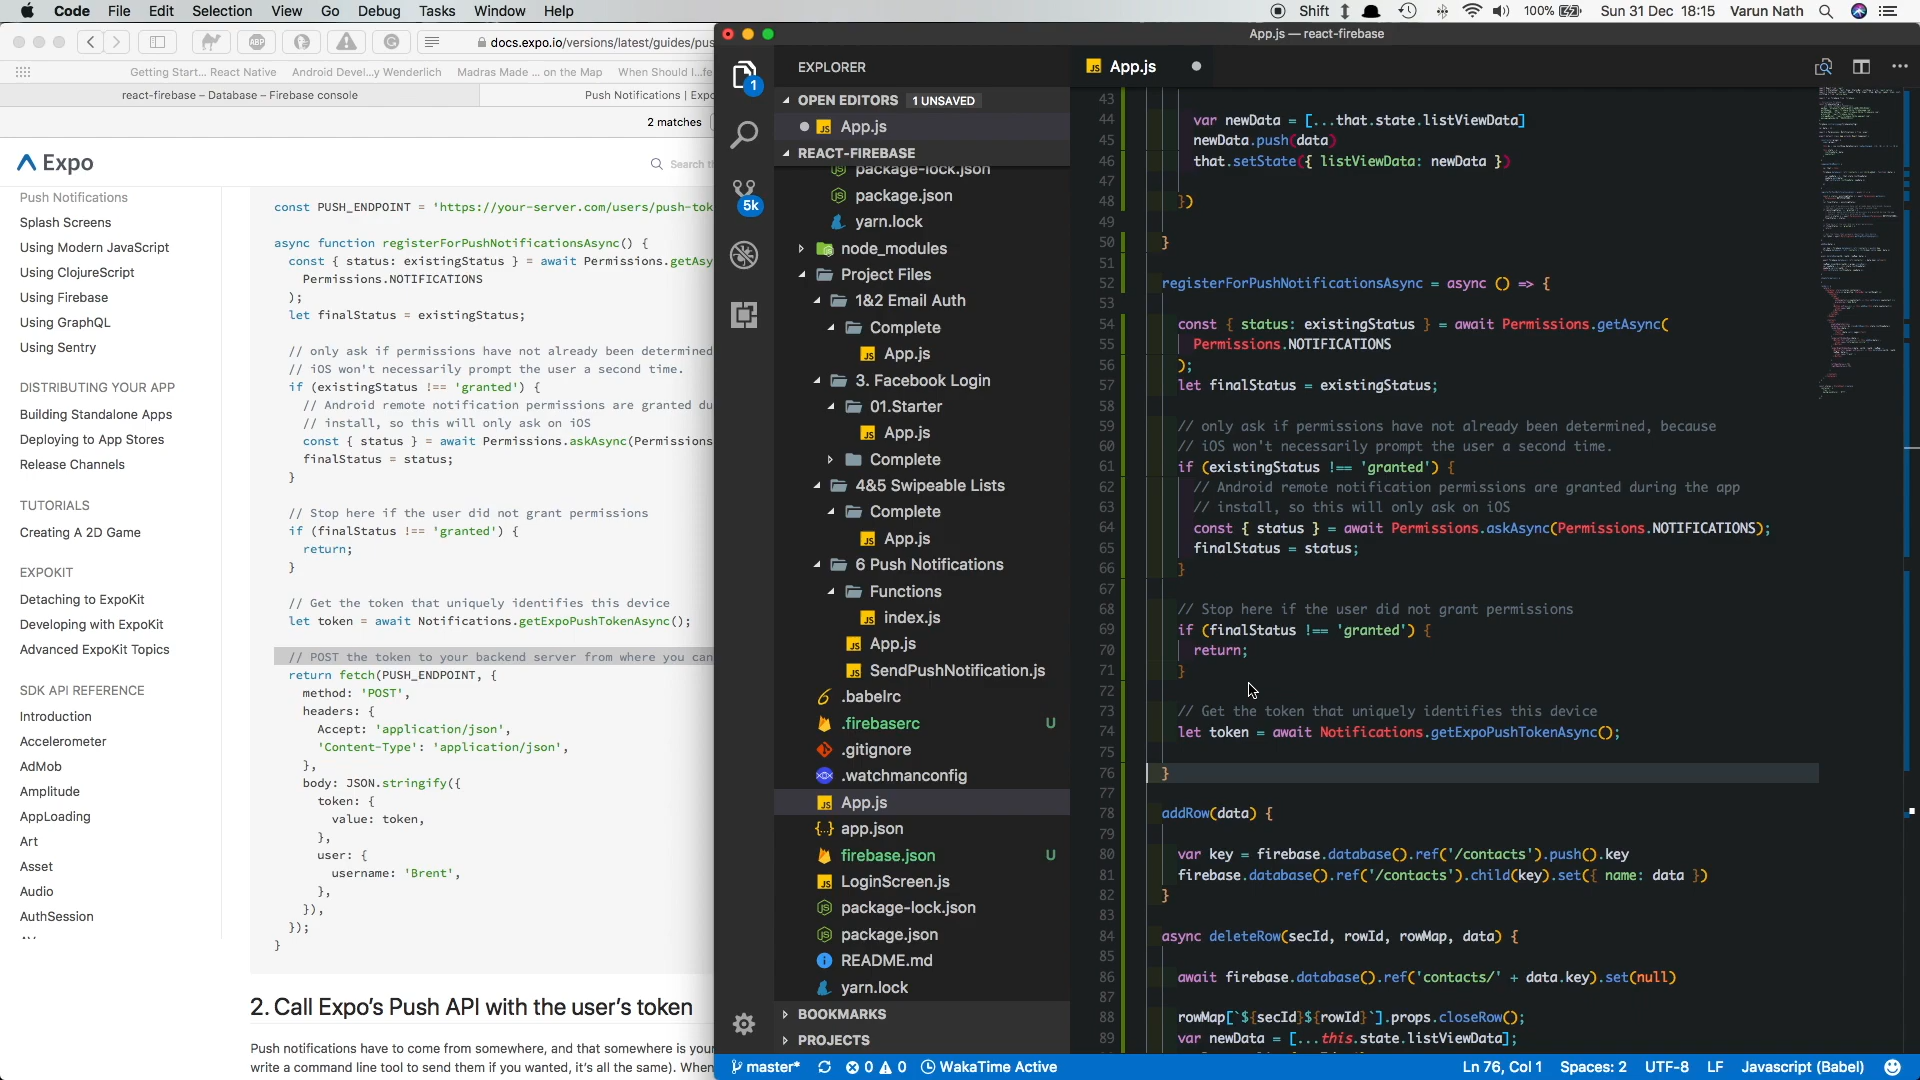 Code File Edit Selection View Go Debug Tasks Window Help
Shift 100% Sun 31 Dec 18:15 Varun Nath
docs.expo.io/versions/latest/guides/pus
Getting Start... React Native Android Devel...y Wenderlich Madras Made ... on the Map When Should I...fe
react-firebase – Database – Firebase console
Push Notifications | Expo
2 matches
Expo
Search th
Push Notifications
Splash Screens
Using Modern JavaScript
Using ClojureScript
Using Firebase
Using GraphQL
Using Sentry
DISTRIBUTING YOUR APP
Building Standalone Apps
Deploying to App Stores
Release Channels
TUTORIALS
Creating A 2D Game
EXPOKIT
Detaching to ExpoKit
Developing with ExpoKit
Advanced ExpoKit Topics
SDK API REFERENCE
Introduction
Accelerometer
AdMob
Amplitude
AppLoading
Art
Asset
Audio
AuthSession
const PUSH_ENDPOINT = 'https://your-server.com/users/push-tok
async function registerForPushNotificationsAsync() {
const { status: existingStatus } = await Permissions.getAsy
Permissions.NOTIFICATIONS
);
let finalStatus = existingStatus;
// only ask if permissions have not already been determined
// iOS won't necessarily prompt the user a second time.
if (existingStatus !== 'granted') {
// Android remote notification permissions are granted du
// install, so this will only ask on iOS
const { status } = await Permissions.askAsync(Permissions
finalStatus = status;
}
// Stop here if the user did not grant permissions
if (finalStatus !== 'granted') {
return;
}
// Get the token that uniquely identifies this device
let token = await Notifications.getExpoPushTokenAsync();
// POST the token to your backend server from where you can
return fetch(PUSH_ENDPOINT, {
method: 'POST',
headers: {
Accept: 'application/json',
'Content-Type': 'application/json',
},
body: JSON.stringify({
token: {
value: token,
},
user: {
username: 'Brent',
},
}),
});
}
2. Call Expo's Push API with the user's token
Push notifications have to come from somewhere, and that somewhere is your
write a command line tool to send them if you wanted, it's all the same). When
App.js — react-firebase
1
5k
EXPLORER
OPEN EDITORS 1 UNSAVED
App.js
REACT-FIREBASE
package-lock.json
package.json
yarn.lock
node_modules
Project Files
1&2 Email Auth
Complete
App.js
3. Facebook Login
01.Starter
App.js
Complete
4&5 Swipeable Lists
Complete
App.js
6 Push Notifications
Functions
index.js
App.js
SendPushNotification.js
.babelrc
.firebaserc U
.gitignore
.watchmanconfig
App.js
app.json
firebase.json U
LoginScreen.js
package-lock.json
package.json
README.md
yarn.lock
BOOKMARKS
PROJECTS
App.js
43
44 var newData = [...that.state.listViewData]
45 newData.push(data)
46 that.setState({ listViewData: newData })
47
48 })
49
50 }
51
52 registerForPushNotificationsAsync = async () => {
53
54 const { status: existingStatus } = await Permissions.getAsync(
55 Permissions.NOTIFICATIONS
56 );
57 let finalStatus = existingStatus;
58
59 // only ask if permissions have not already been determined, because
60 // iOS won't necessarily prompt the user a second time.
61 if (existingStatus !== 'granted') {
62 // Android remote notification permissions are granted during the app
63 // install, so this will only ask on iOS
64 const { status } = await Permissions.askAsync(Permissions.NOTIFICATIONS);
65 finalStatus = status;
66 }
67
68 // Stop here if the user did not grant permissions
69 if (finalStatus !== 'granted') {
70 return;
71 }
72
73 // Get the token that uniquely identifies this device
74 let token = await Notifications.getExpoPushTokenAsync();
75
76 }
77
78 addRow(data) {
79
80 var key = firebase.database().ref('/contacts').push().key
81 firebase.database().ref('/contacts').child(key).set({ name: data })
82 }
83
84 async deleteRow(secId, rowId, rowMap, data) {
85
86 await firebase.database().ref('contacts/' + data.key).set(null)
87
88 rowMap[`${secId}${rowId}`].props.closeRow();
89 var newData = [...this.state.listViewData];
master* 0 0 WakaTime Active
Ln 76, Col 1 Spaces: 2 UTF-8 LF Javascript (Babel)